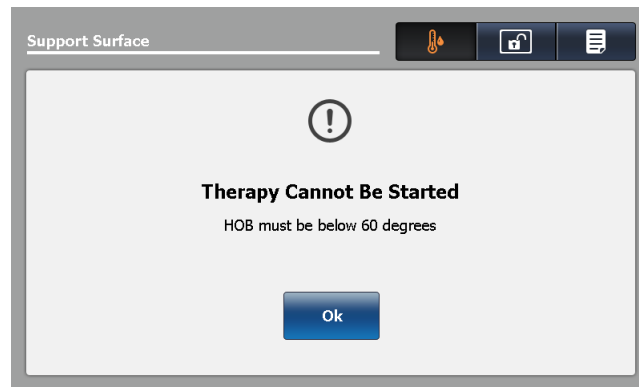 Support Surface
Therapy Cannot Be Started
HOB must be below 60 degrees
Ok